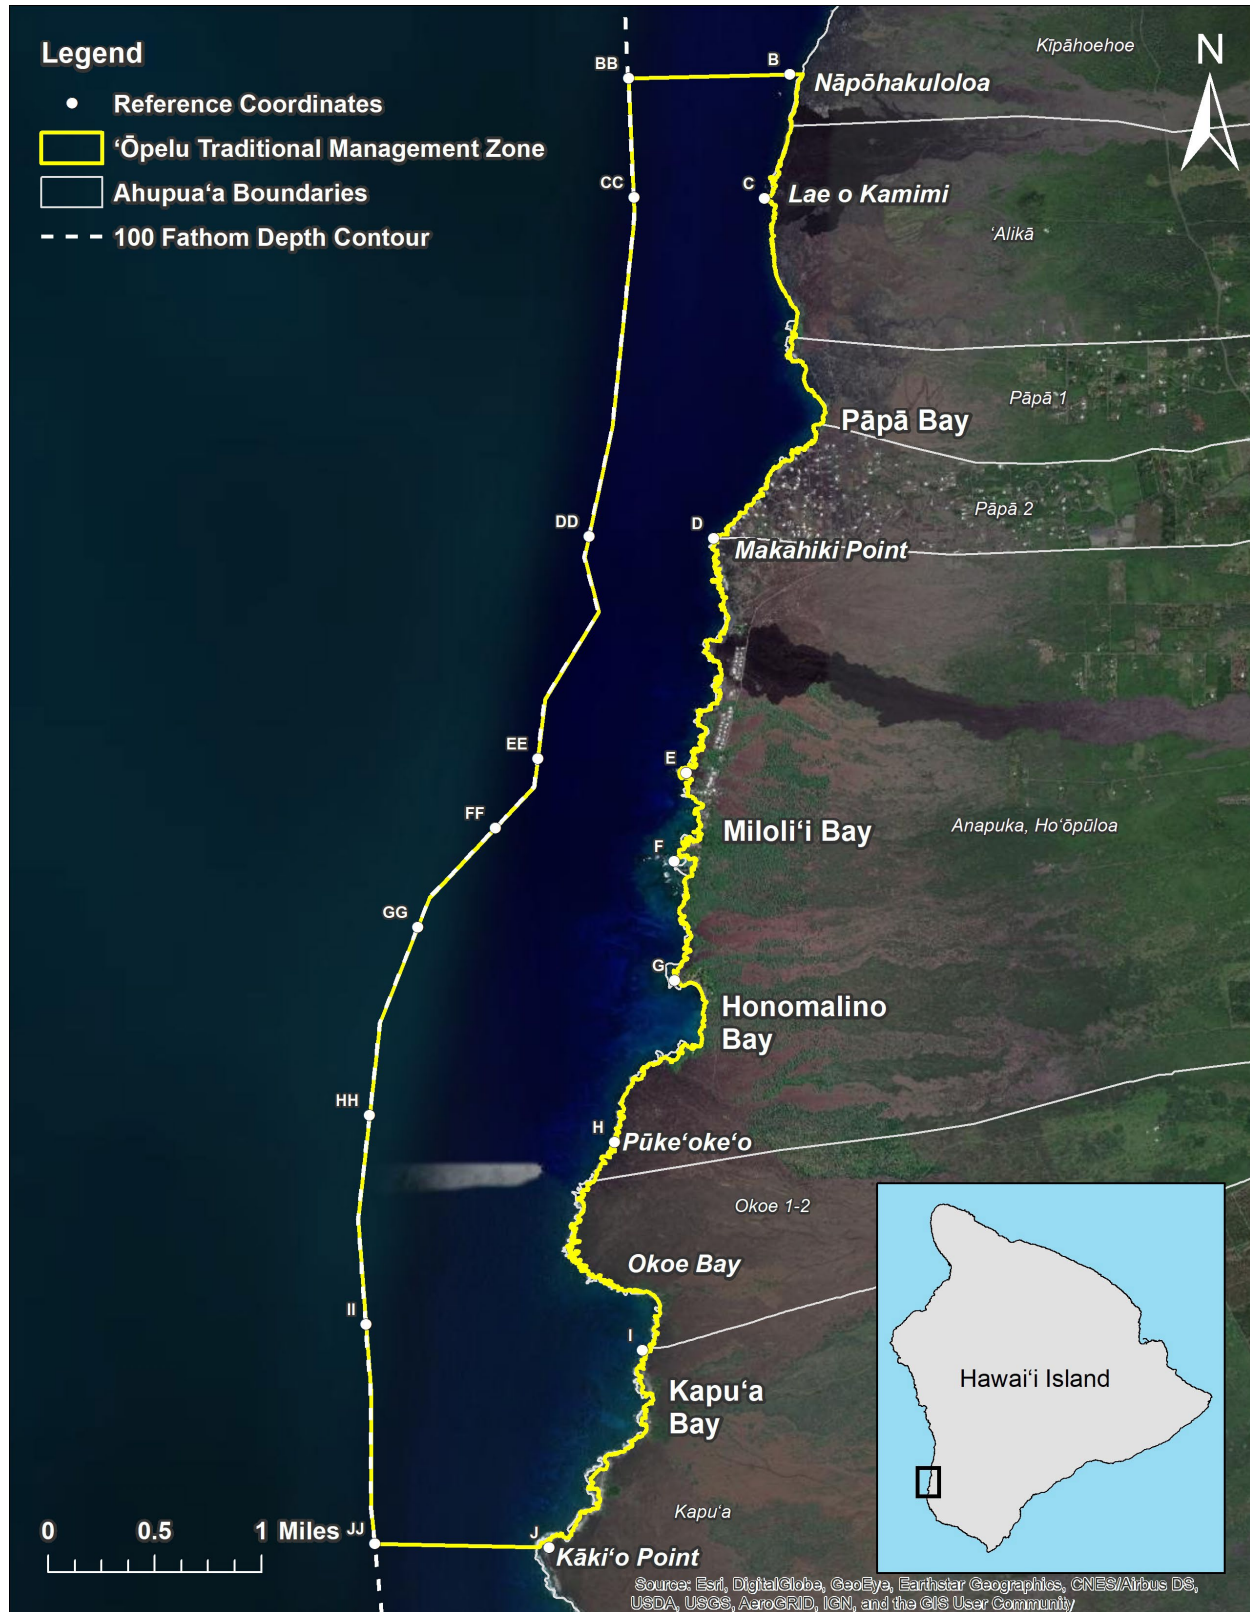 Legend
Reference Coordinates
ʻŌpelu Traditional Management Zone
Ahupuaʻa Boundaries
100 Fathom Depth Contour
N
Kīpāhoehoe
BB
B
Nāpōhakuloloa
CC
C
Lae o Kamimi
ʻAlikā
Pāpā 1
Pāpā Bay
Pāpā 2
DD
D
Makahiki Point
EE
E
FF
F
Miloliʻi Bay
Anapuka, Hoʻōpūloa
GG
G
Honomalino
Bay
HH
H
Pūkeʻokeʻo
Okoe 1-2
Okoe Bay
II
I
Kapuʻa
Bay
Hawaiʻi Island
Kapuʻa
0 0.5 1 Miles
JJ
J
Kākiʻo Point
Source: Esri, DigitalGlobe, GeoEye, Earthstar Geographics, CNES/Airbus DS,
USDA, USGS, AeroGRID, IGN, and the GIS User Community